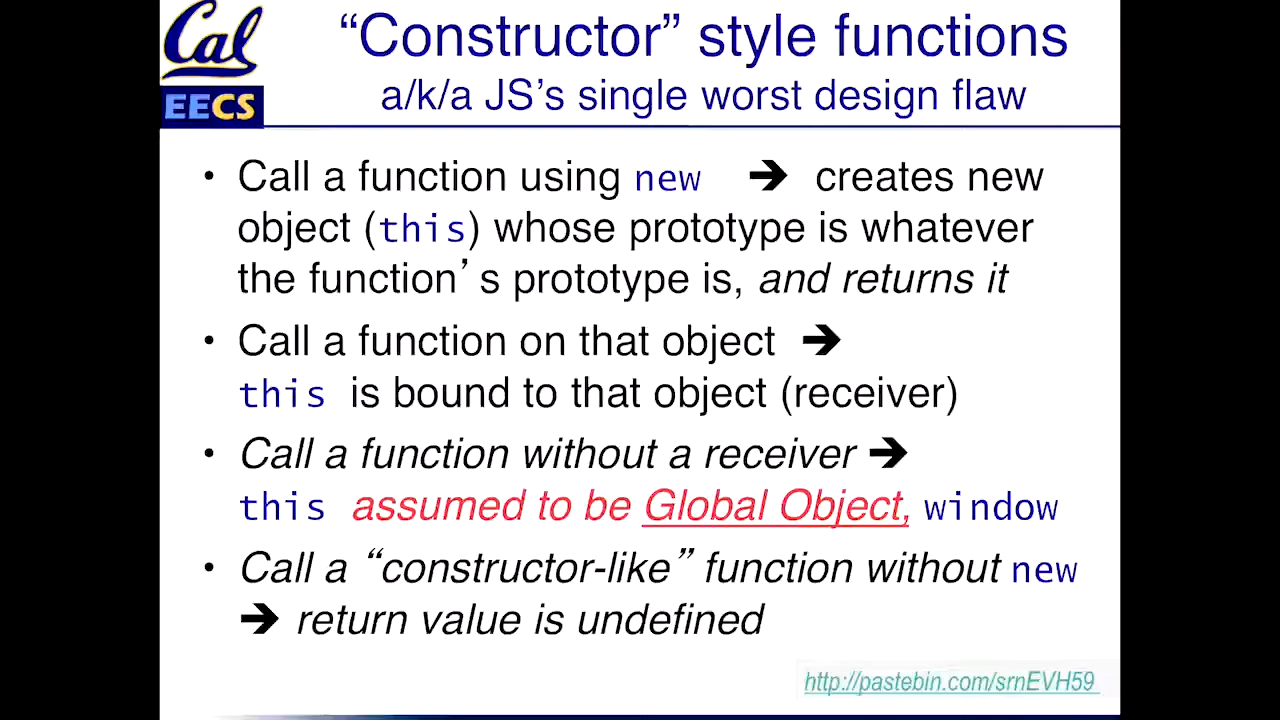 Cal
EECS
“Constructor” style functions
a/k/a JS’s single worst design flaw
• Call a function using new ➔ creates new
object (this) whose prototype is whatever
the function’s prototype is, and returns it
• Call a function on that object ➔
this is bound to that object (receiver)
• Call a function without a receiver ➔
this assumed to be Global Object, window
• Call a “constructor-like” function without new
➔ return value is undefined
http://pastebin.com/srnEVH59